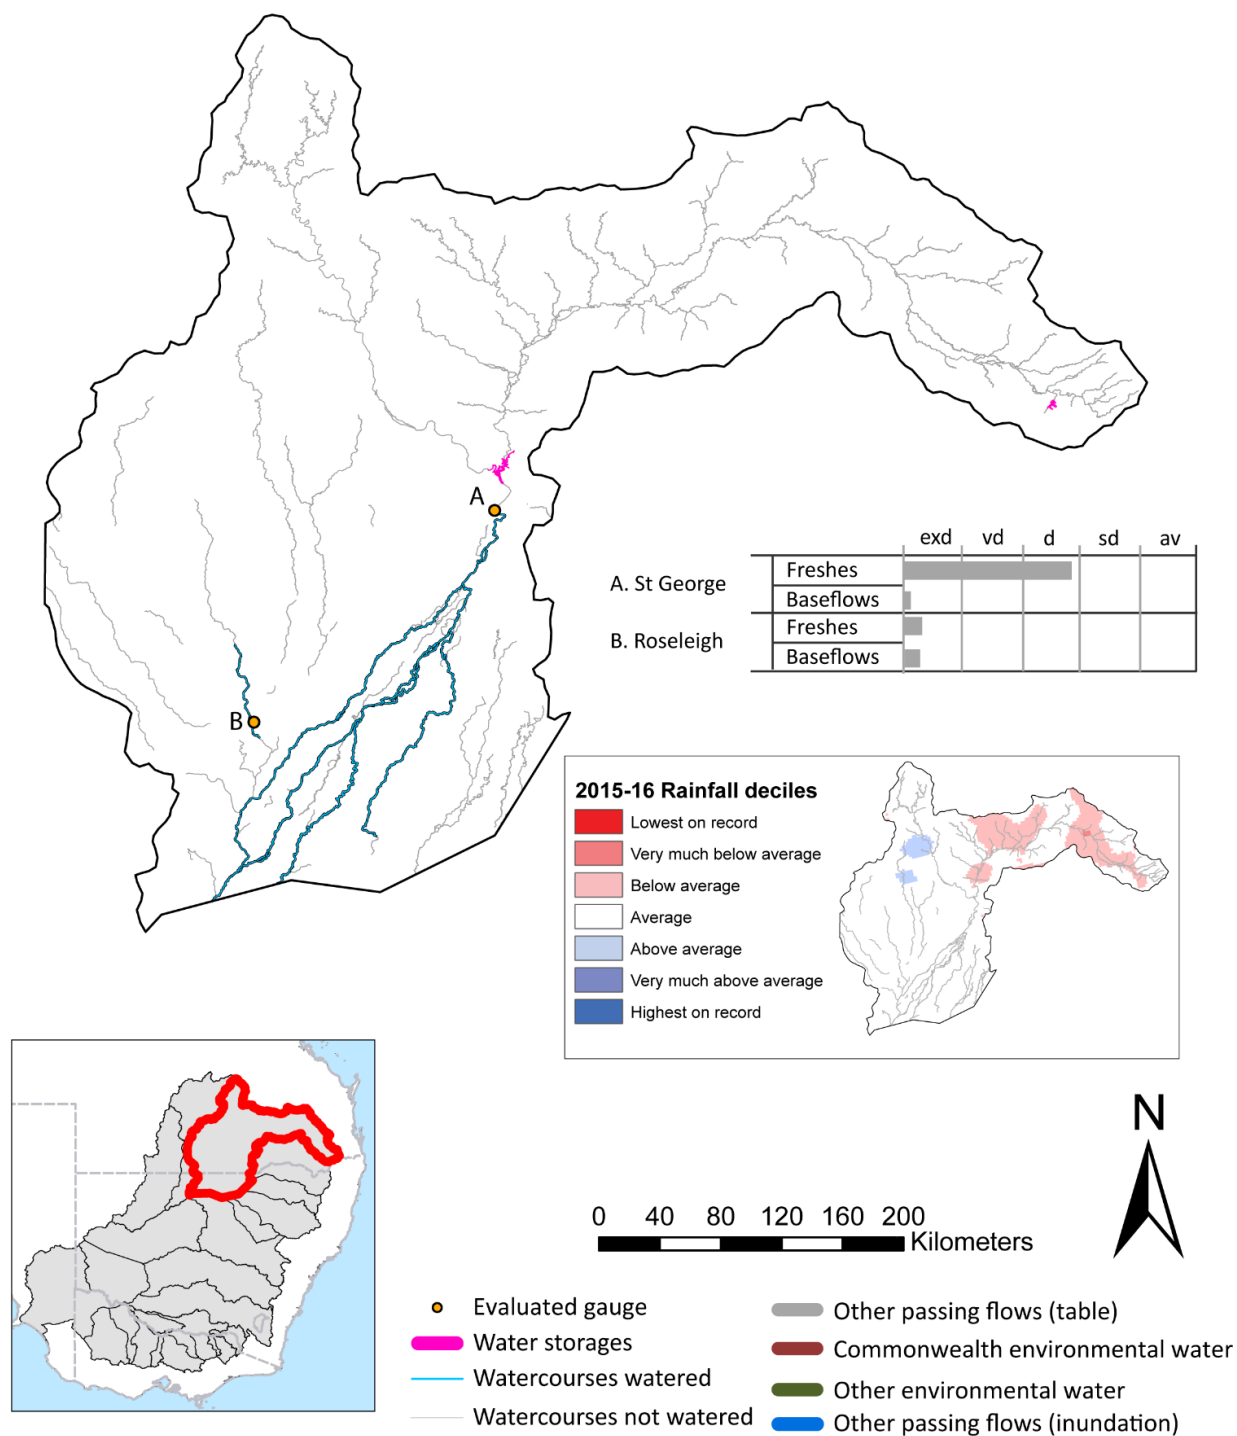 A
exd vd d sd av
A. St George
Freshes
Baseflows
B. Roseleigh
Freshes
Baseflows
B
2015-16 Rainfall deciles
Lowest on record
Very much below average
Below average
Average
Above average
Very much above average
Highest on record
N
0 40 80 120 160 200
Kilometers
Evaluated gauge
Water storages
Watercourses watered
Watercourses not watered
Other passing flows (table)
Commonwealth environmental water
Other environmental water
Other passing flows (inundation)